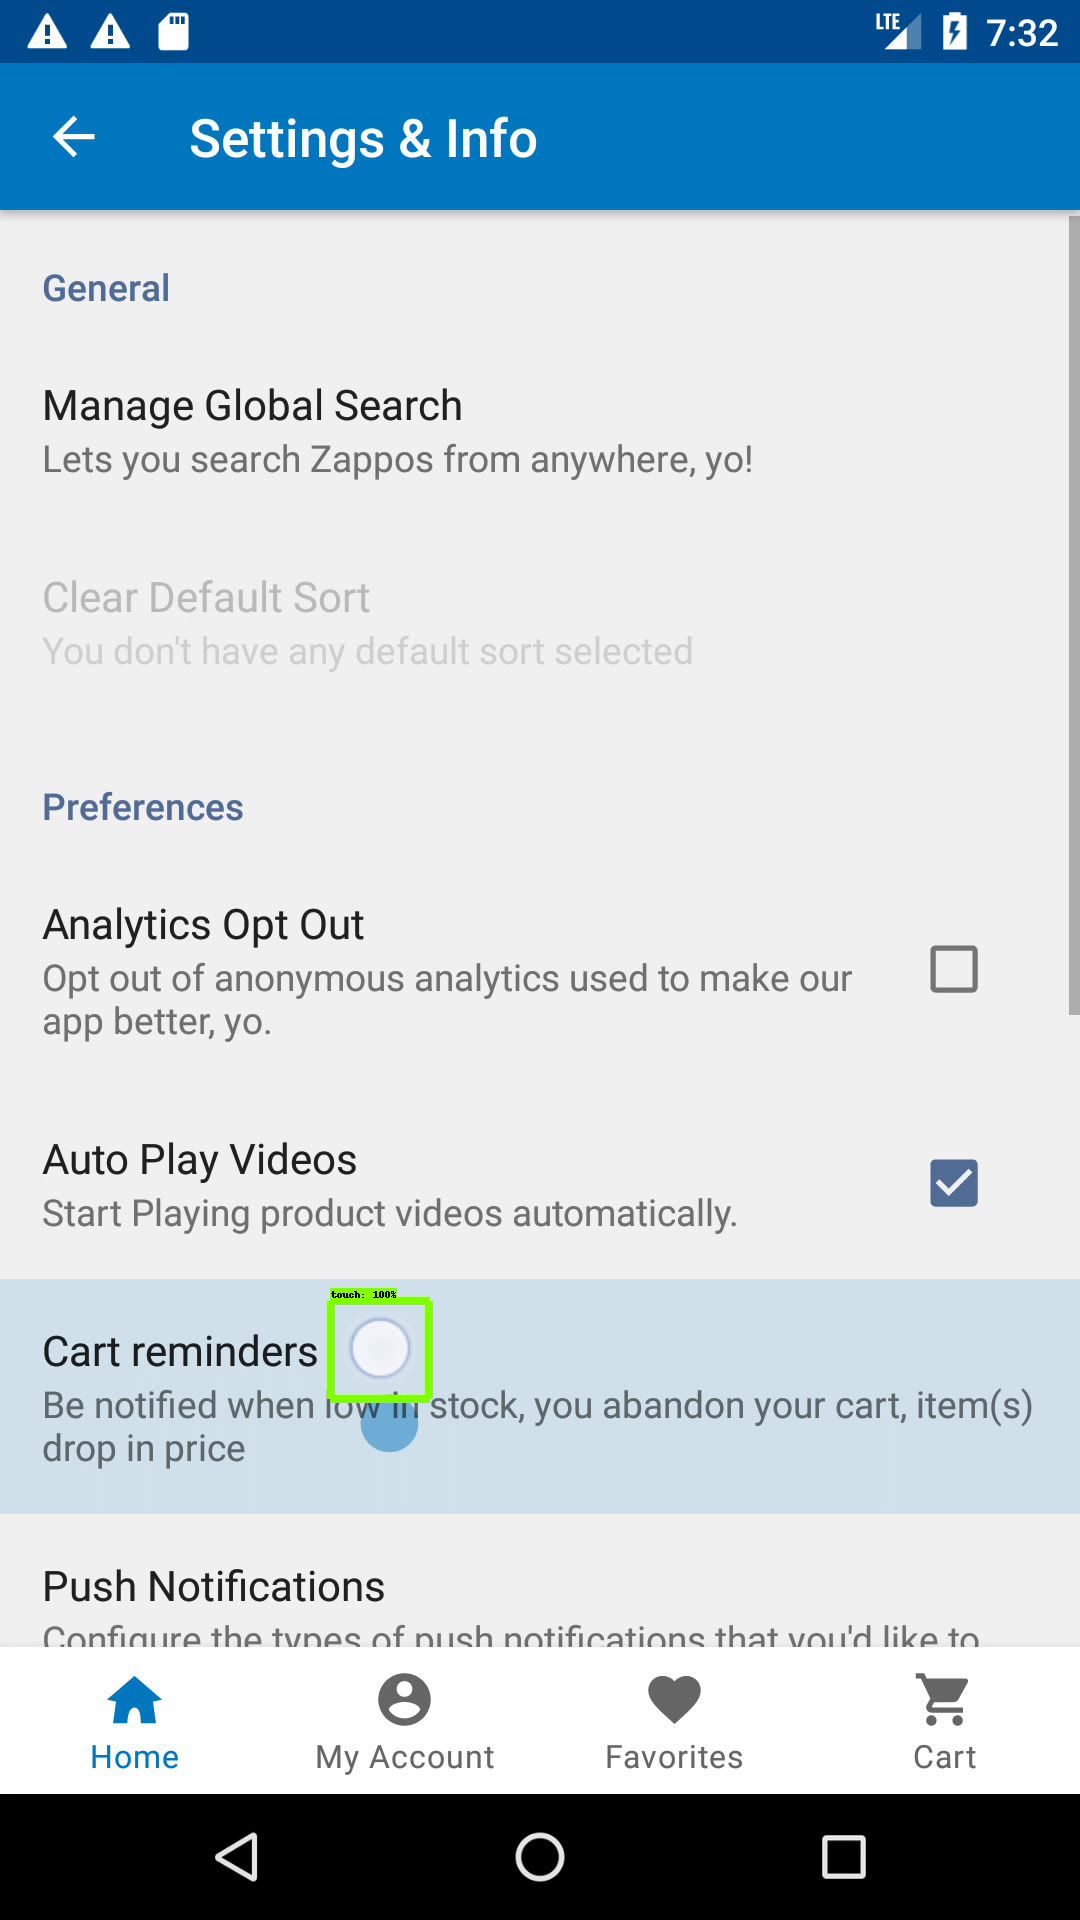 LTE 7:32
Settings & Info
General
Manage Global Search
Lets you search Zappos from anywhere, yo!
Clear Default Sort
You don't have any default sort selected
Preferences
Analytics Opt Out
Opt out of anonymous analytics used to make our
app better, yo.
Auto Play Videos
Start Playing product videos automatically.
touch: 100%
Cart reminders
Be notified when low in stock, you abandon your cart, item(s)
drop in price
Push Notifications
Configure the types of push notifications that you'd like to
Home My Account Favorites Cart